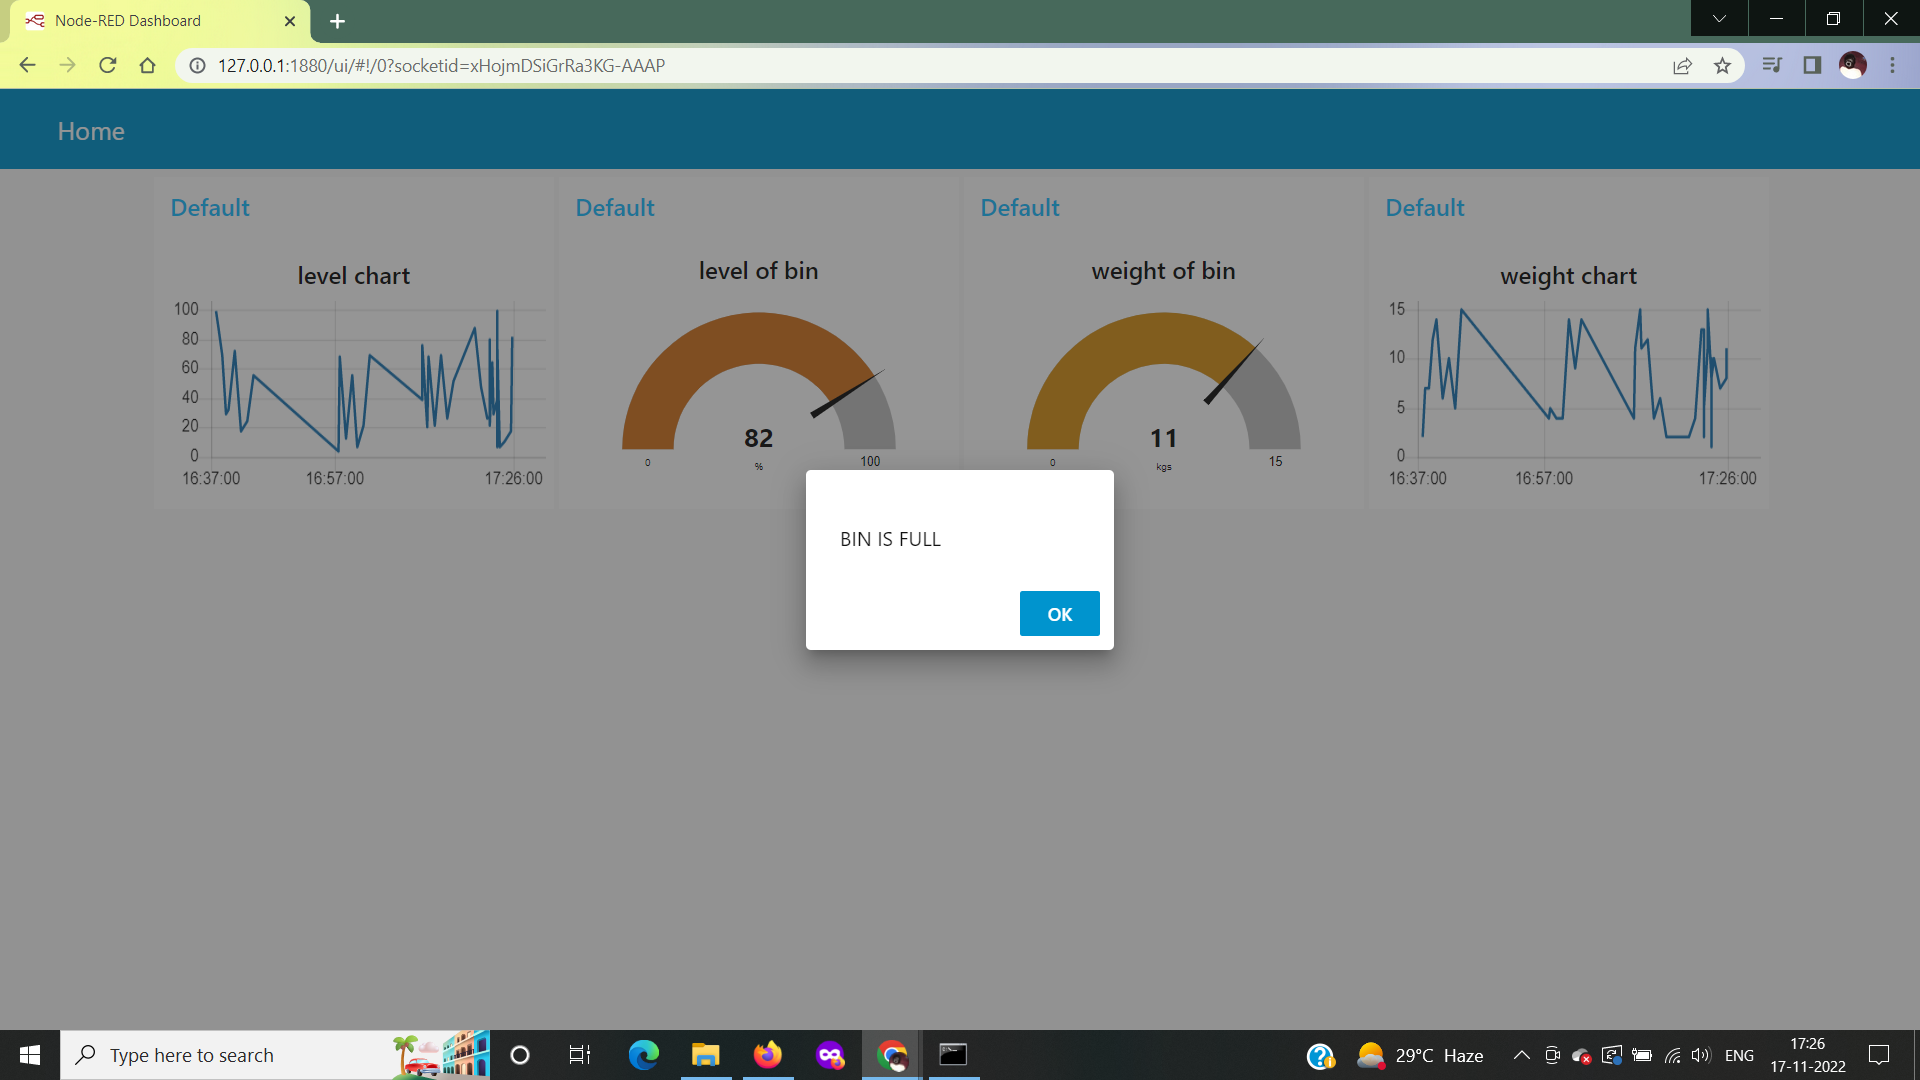 Node-RED Dashboard
127.0.0.1:1880/ui/#!/0?socketid=xHojmDSiGrRa3KG-AAAP
Home
Default
level chart
100
80
60
40
20
0
16:37:00 16:57:00 17:26:00
Default
level of bin
82
%
0 100
Default
weight of bin
11
kgs
0 15
Default
weight chart
15
10
5
0
16:37:00 16:57:00 17:26:00
BIN IS FULL
OK
Type here to search
29°C Haze
ENG
17:26
17-11-2022